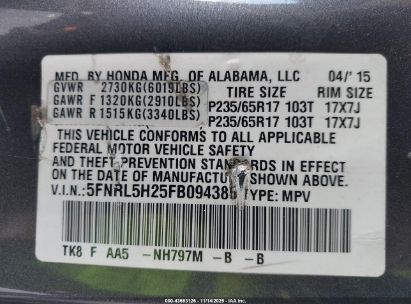 MFD. BY HONDA MFG. OF ALABAMA, LLC 04/'15
GVWR 2730KG(6019LBS) TIRE SIZE RIM SIZE
GAWR F 1320KG(2910LBS) P235/65R17 103T 17X7J
GAWR R 1515KG(3340LBS) P235/65R17 103T 17X7J
THIS VEHICLE CONFORMS TO ALL APPLICABLE
FEDERAL MOTOR VEHICLE SAFETY
AND THEFT PREVENTION STANDARDS IN EFFECT
ON THE DATE OF MANUFACTURE SHOWN ABOVE.
V.I.N.: 5FNRL5H25FB09438 TYPE: MPV
TK8 F AA5 -NH797M -B -B